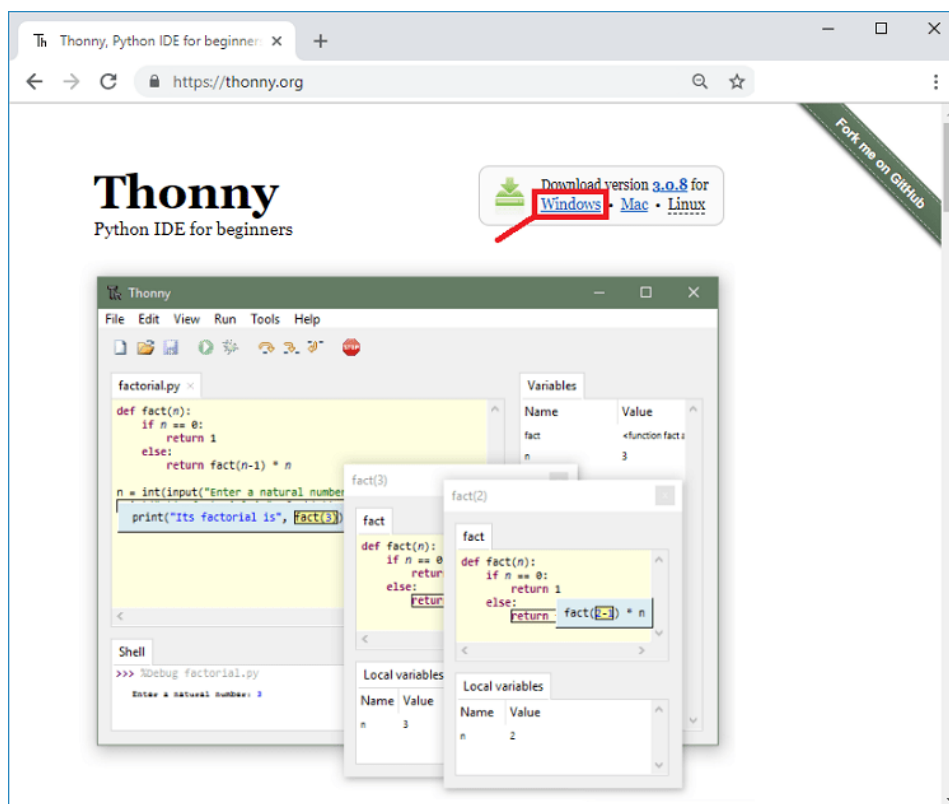 Th Thonny, Python IDE for beginner
https://thonny.org
Fork me on GitHub
Thonny
Python IDE for beginners
Download version 3.0.8 for
Windows • Mac • Linux
Thonny
File Edit View Run Tools Help
STOP
factorial.py
def fact(n):
if n == 0:
return 1
else:
return fact(n-1) * n
n = int(input("Enter a natural number
print("Its factorial is", fact(3))
Variables
Name Value
fact <function fact a
n 3
fact(3)
fact
def fact(n):
if n == 0
retur
else:
retur
Local variables
Name Value
n 3
fact(2)
fact
def fact(n):
if n == 0:
return 1
else:
return
fact(2-1) * n
Local variables
Name Value
n 2
Shell
>>> %Debug factorial.py
Enter a natural number: 3